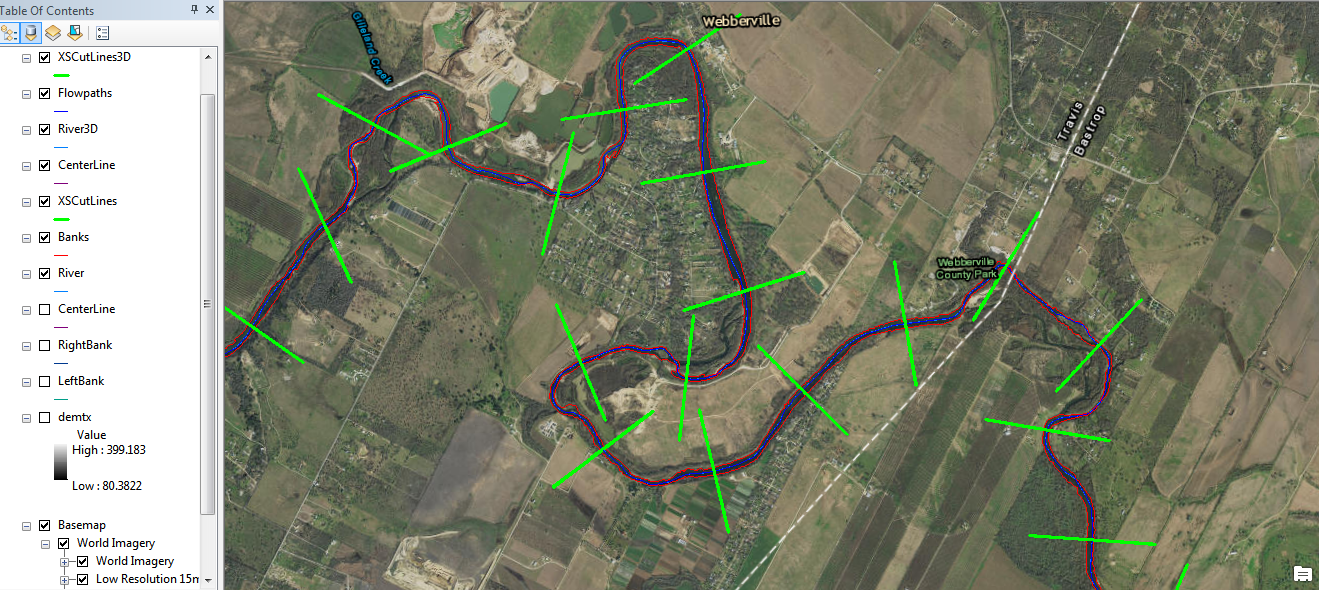 Table Of Contents
XSCutLines3D
Flowpaths
River3D
CenterLine
XSCutLines
Banks
River
CenterLine
RightBank
LeftBank
demtx
Value
High : 399.183
Low : 80.3822
Basemap
World Imagery
World Imagery
Low Resolution 15m
Gilleland Creek
Webberville
Travis
Bastrop
Webberville
County Park